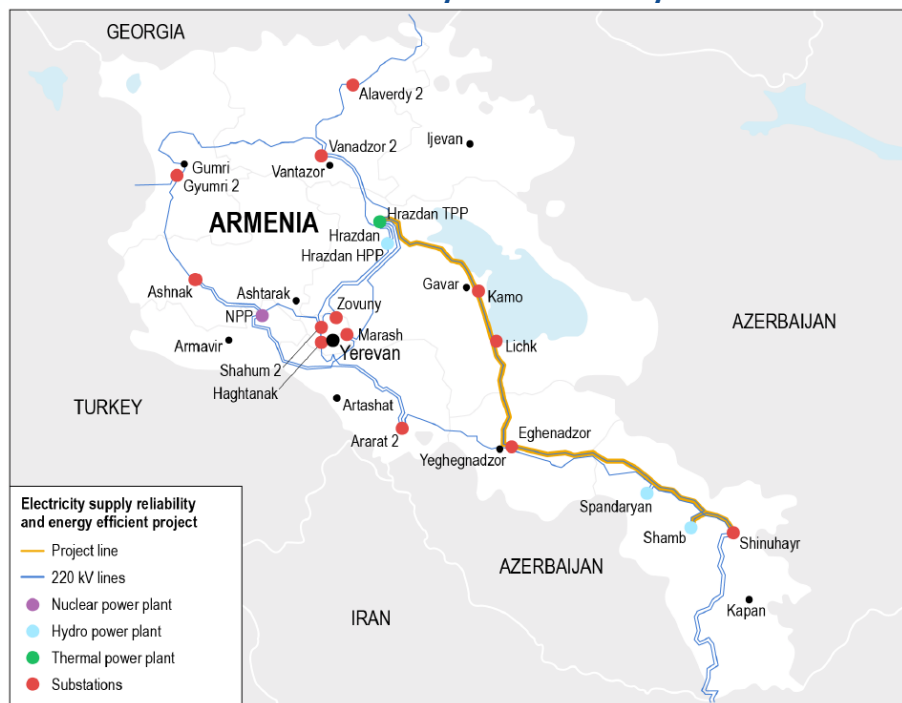 GEORGIA
Alaverdy 2
Ijevan
Vanadzor 2
Vantazor
Gumri
Gyumri 2
ARMENIA
Hrazdan TPP
Hrazdan
Hrazdan HPP
Gavar
Kamo
Ashnak
Ashtarak
NPP
Zovuny
Marash
AZERBAIJAN
Armavir
Yerevan
Lichk
Shahum 2
Haghtanak
TURKEY
Artashat
Ararat 2
Eghenadzor
Yeghegnadzor
Spandaryan
Shamb
Shinuhayr
AZERBAIJAN
Kapan
IRAN
Electricity supply reliability
and energy efficient project
Project line
220 kV lines
Nuclear power plant
Hydro power plant
Thermal power plant
Substations